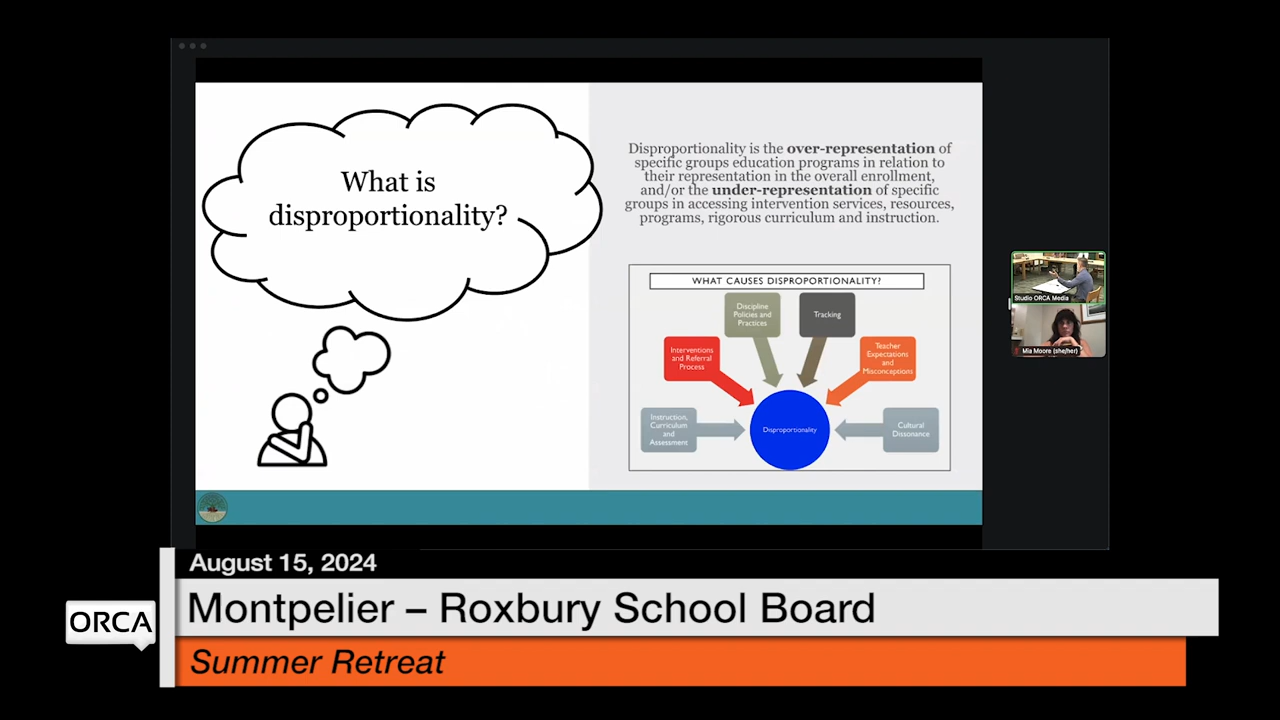 What is
disproportionality?
Disproportionality is the over-representation of
specific groups education programs in relation to
their representation in the overall enrollment,
and/or the under-representation of specific
groups in accessing intervention services, resources,
programs, rigorous curriculum and instruction.
WHAT CAUSES DISPROPORTIONALITY?
Discipline
Policies and
Practices
Tracking
Interventions
and Referral
Process
Teacher
Expectations
and
Misconceptions
Instruction,
Curriculum
and
Assessment
Disproportionality
Cultural
Dissonance
Studio ORCA Media
Mia Moore (she/her)
August 15, 2024
ORCA
Montpelier – Roxbury School Board
Summer Retreat